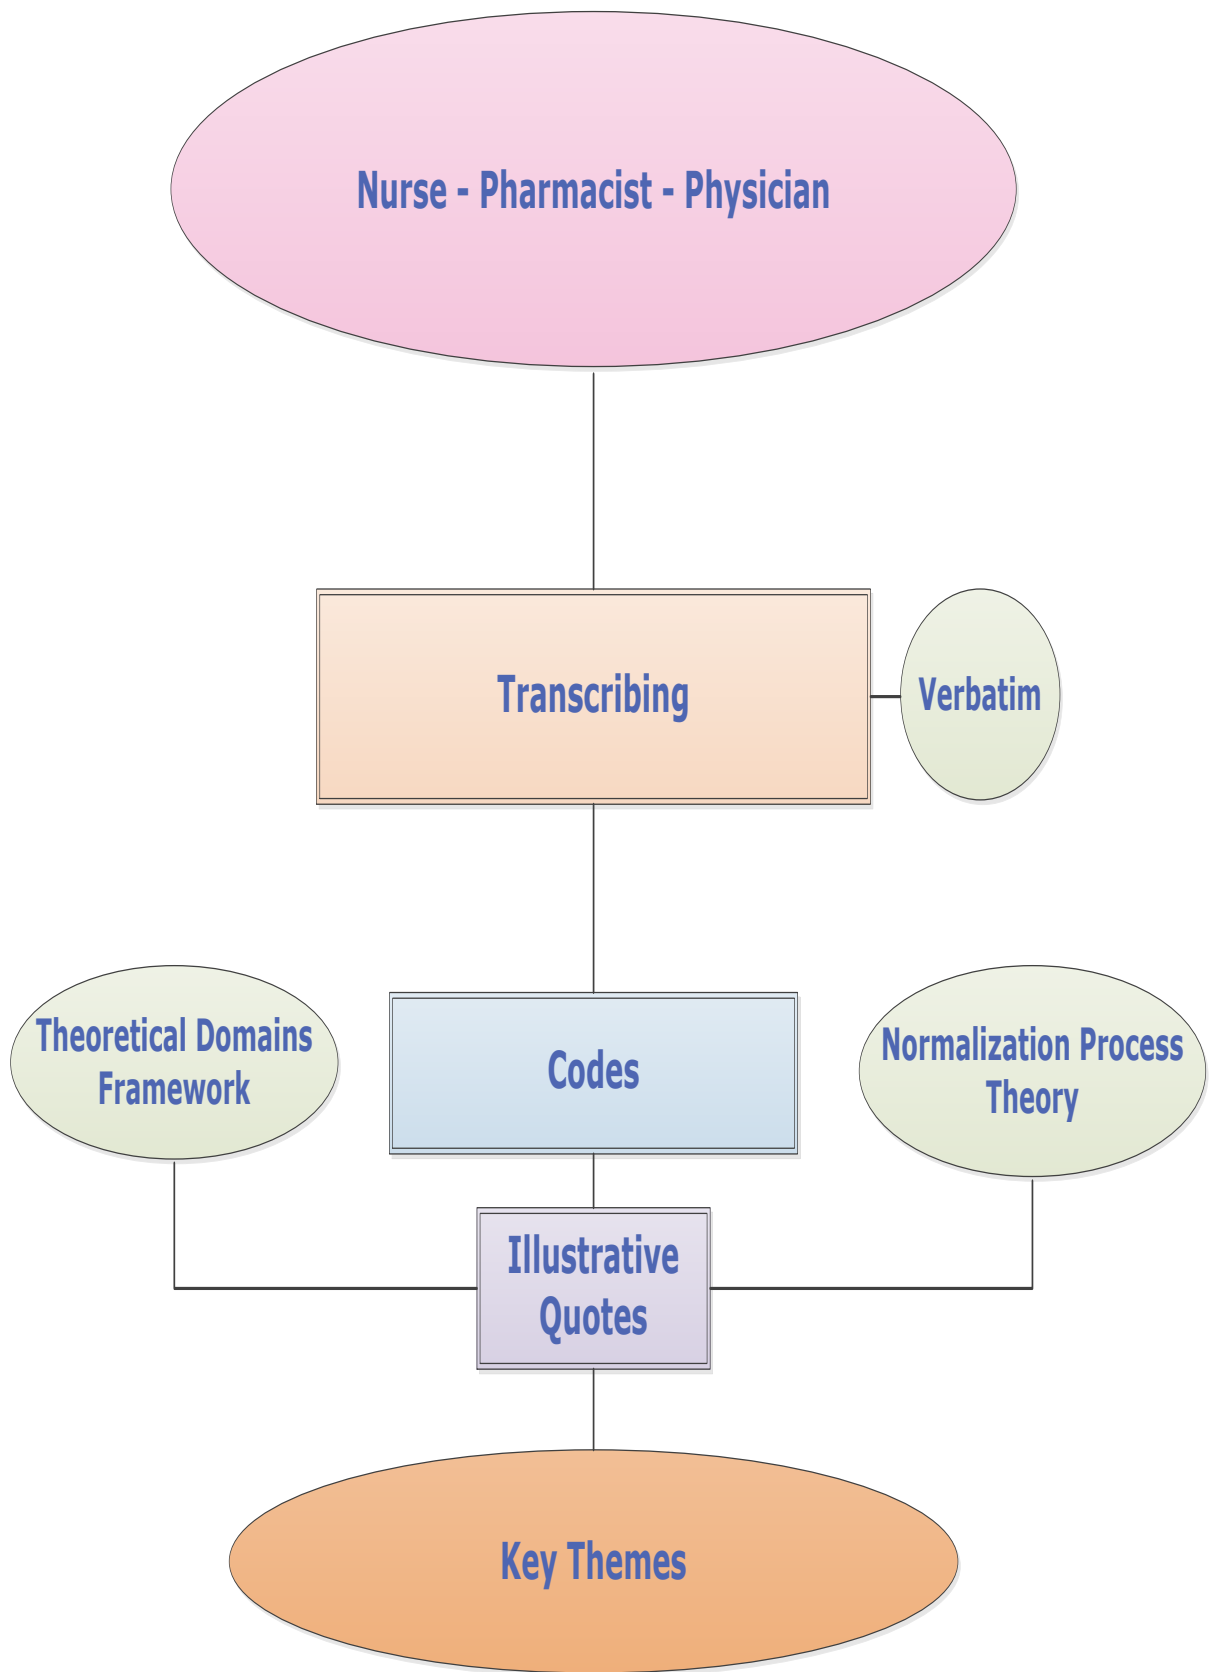 Nurse – Pharmacist – Physician
Transcribing
Verbatim
Theoretical Domains
Framework
Codes
Normalization Process
Theory
Illustrative
Quotes
Key Themes